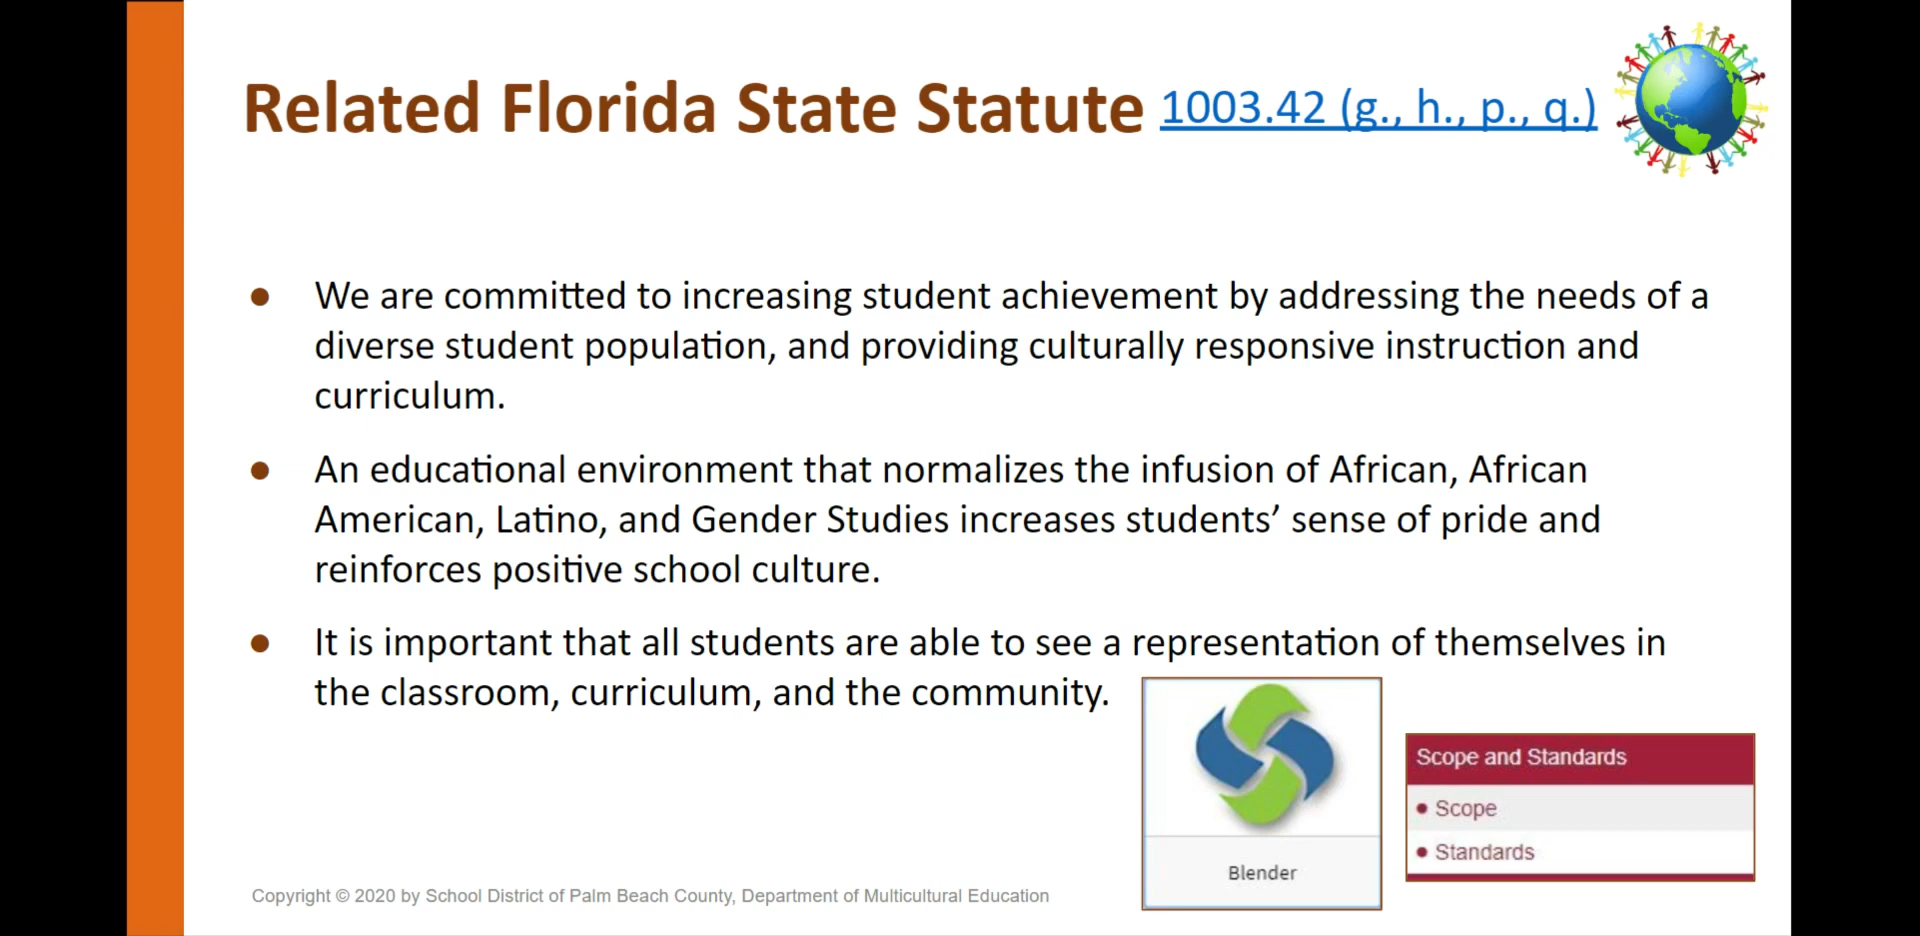 Related Florida State Statute 1003.42 (g., h., p., q.)
● We are committed to increasing student achievement by addressing the needs of a
diverse student population, and providing culturally responsive instruction and
curriculum.
● An educational environment that normalizes the infusion of African, African
American, Latino, and Gender Studies increases students’ sense of pride and
reinforces positive school culture.
● It is important that all students are able to see a representation of themselves in
the classroom, curriculum, and the community.
Blender
Scope and Standards
● Scope
● Standards
Copyright © 2020 by School District of Palm Beach County, Department of Multicultural Education